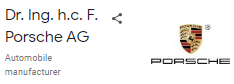 Dr. Ing. h.c. F.
Porsche AG
Automobile
manufacturer
PORSCHE